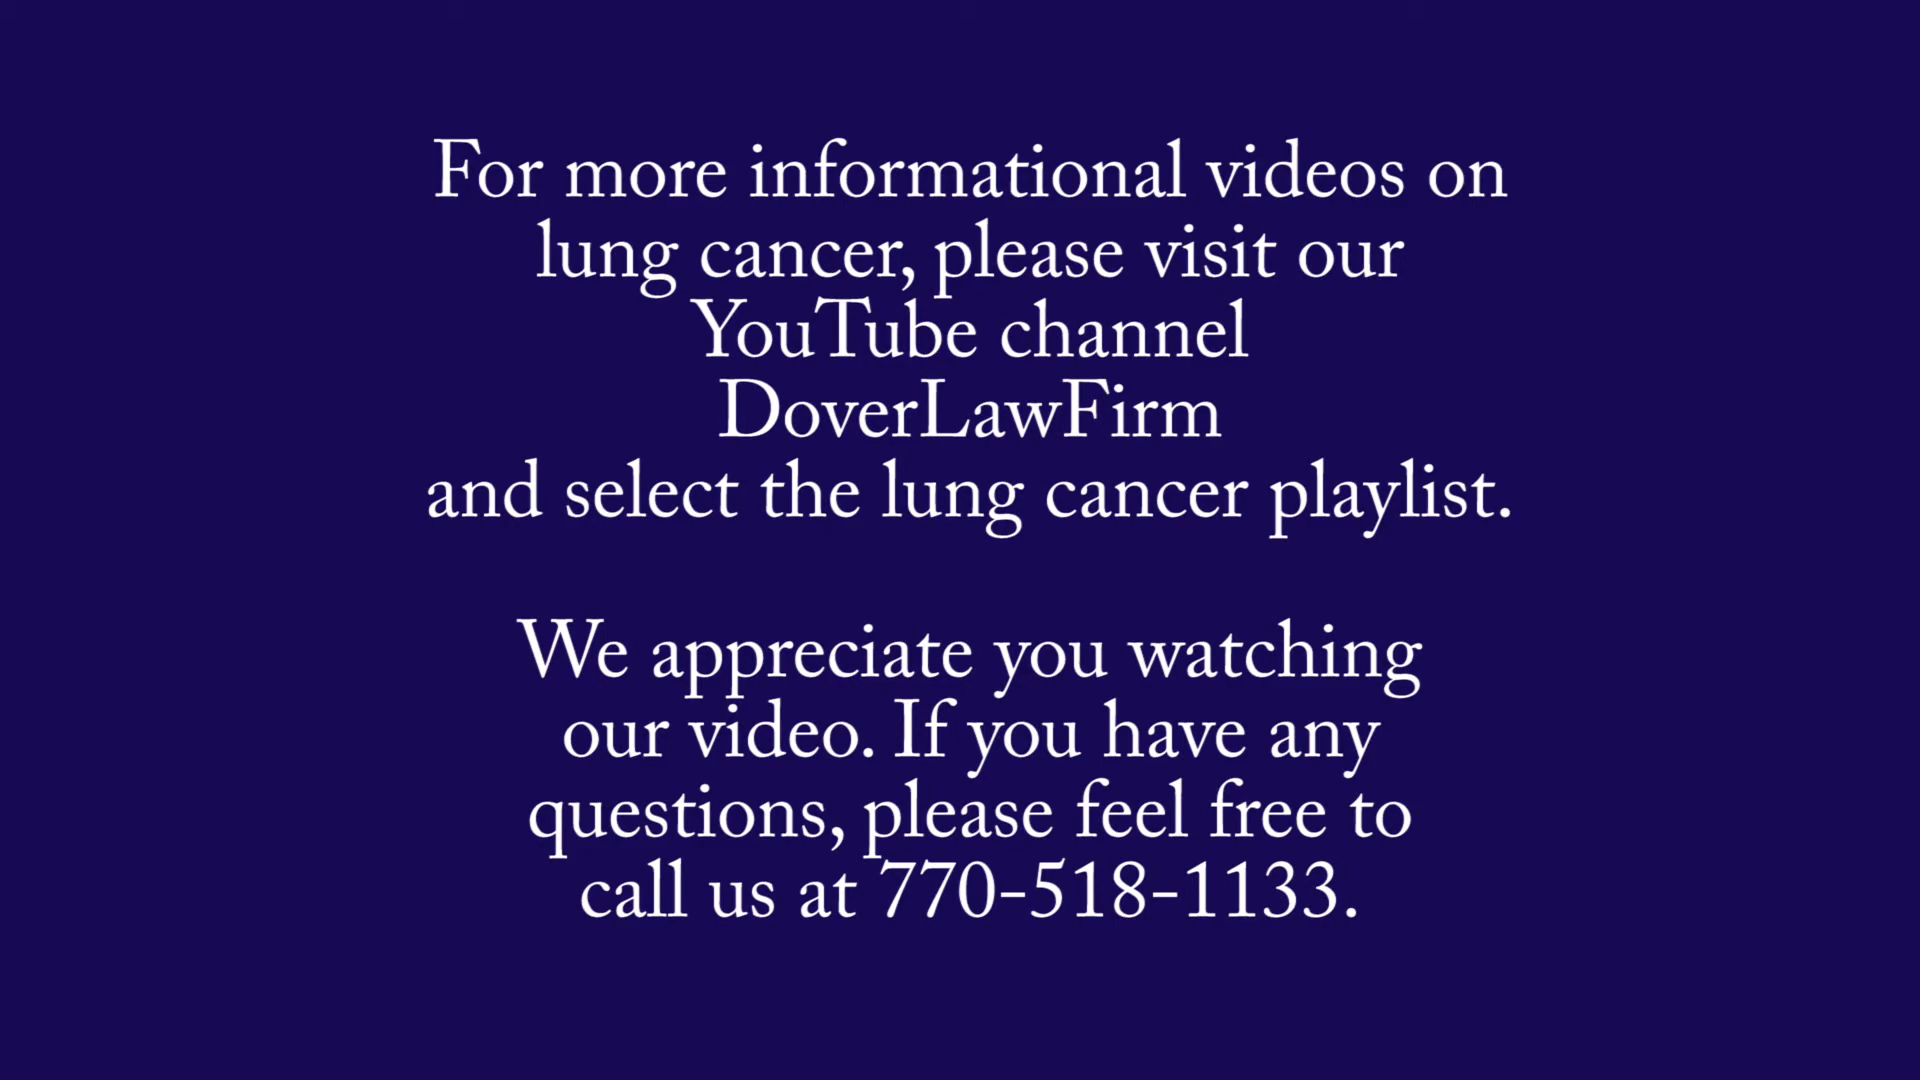 For more informational videos on
lung cancer, please visit our
YouTube channel
DoverLawFirm
and select the lung cancer playlist.
We appreciate you watching
our video. If you have any
questions, please feel free to
call us at 770-518-1133.